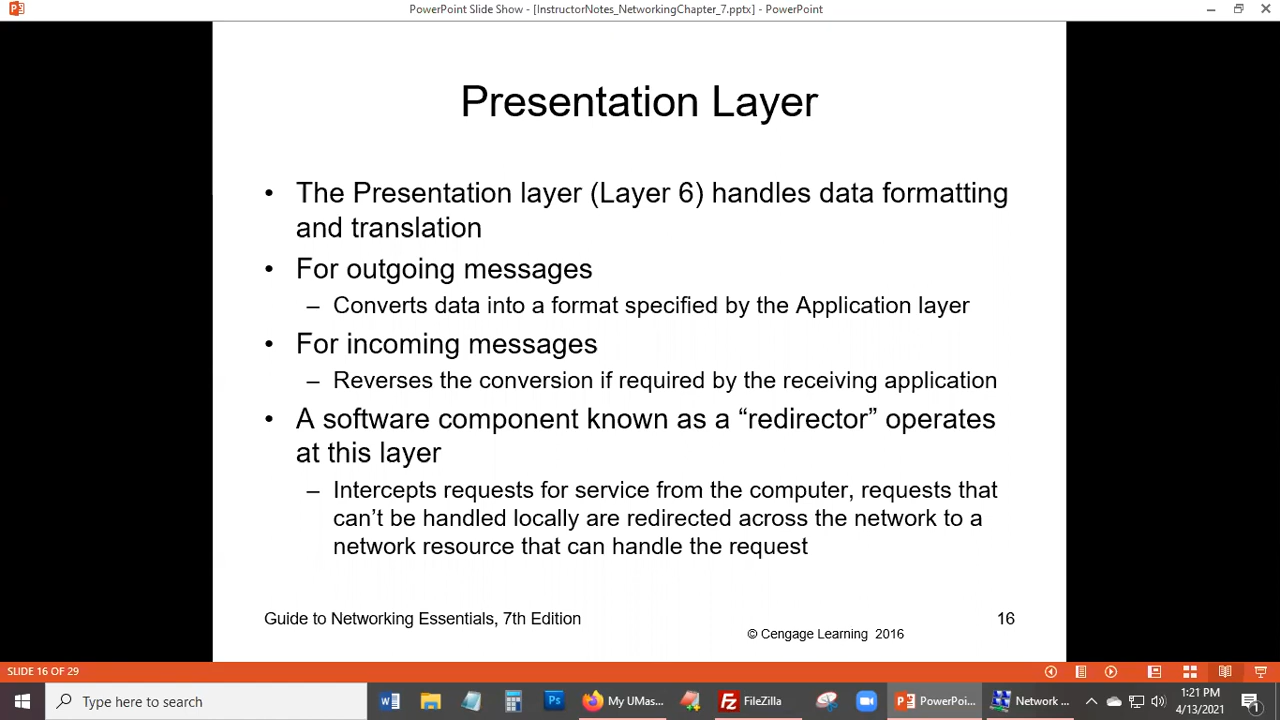 PowerPoint Slide Show - [InstructorNotes_NetworkingChapter_7.pptx] - PowerPoint
Presentation Layer
• The Presentation layer (Layer 6) handles data formatting
and translation
• For outgoing messages
– Converts data into a format specified by the Application layer
• For incoming messages
– Reverses the conversion if required by the receiving application
• A software component known as a “redirector” operates
at this layer
– Intercepts requests for service from the computer, requests that
can’t be handled locally are redirected across the network to a
network resource that can handle the request
Guide to Networking Essentials, 7th Edition
16
© Cengage Learning 2016
SLIDE 16 OF 29
Type here to search
Ps
My UMas...
FileZilla
PowerPoi...
Network ...
1:21 PM
4/13/2021
1